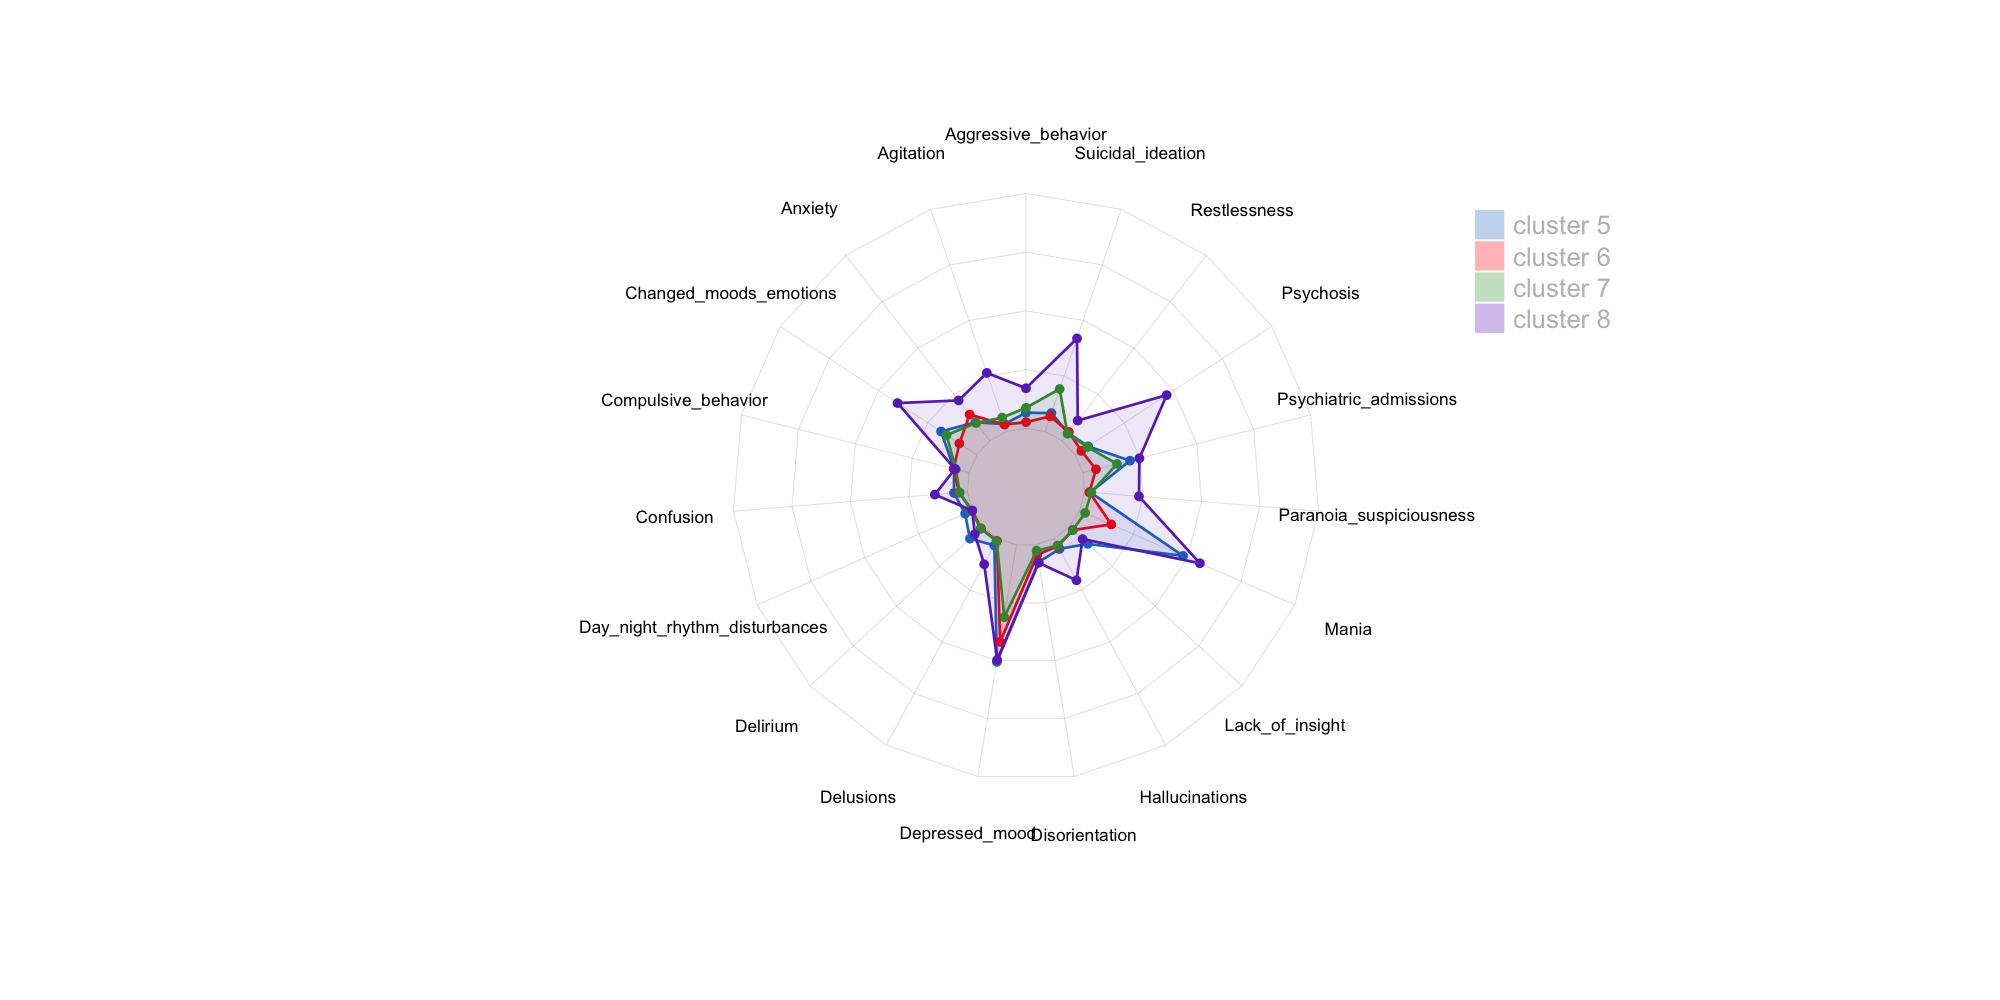 Aggressive_behavior
Agitation
Suicidal_ideation
Anxiety
Restlessness
cluster 5
cluster 6
cluster 7
cluster 8
Changed_moods_emotions
Psychosis
Compulsive_behavior
Psychiatric_admissions
Confusion
Paranoia_suspiciousness
Day_night_rhythm_disturbances
Mania
Delirium
Lack_of_insight
Delusions
Hallucinations
Depressed_mood
Disorientation